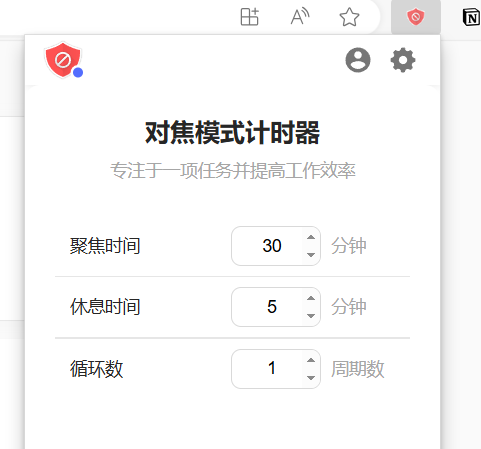 对焦模式计时器
专注于一项任务并提高工作效率
聚焦时间 30 分钟
休息时间 5 分钟
循环数 1 周期数